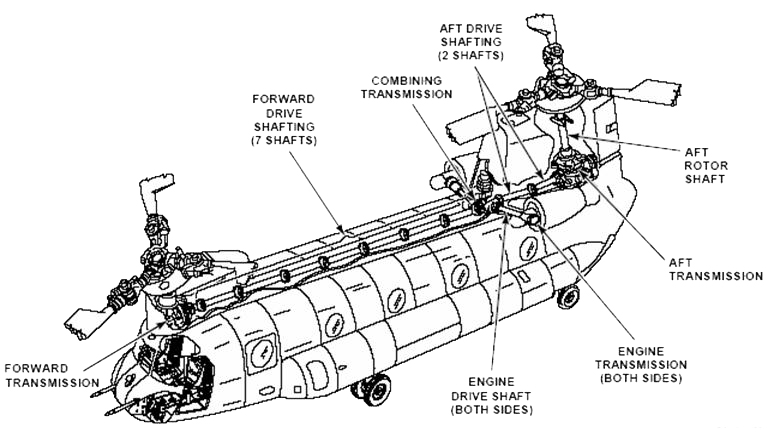 AFT DRIVE
SHAFTING
(2 SHAFTS)
COMBINING
TRANSMISSION
FORWARD
DRIVE
SHAFTING
(7 SHAFTS)
AFT
ROTOR
SHAFT
AFT
TRANSMISSION
ENGINE
TRANSMISSION
(BOTH SIDES)
ENGINE
DRIVE SHAFT
(BOTH SIDES)
FORWARD
TRANSMISSION